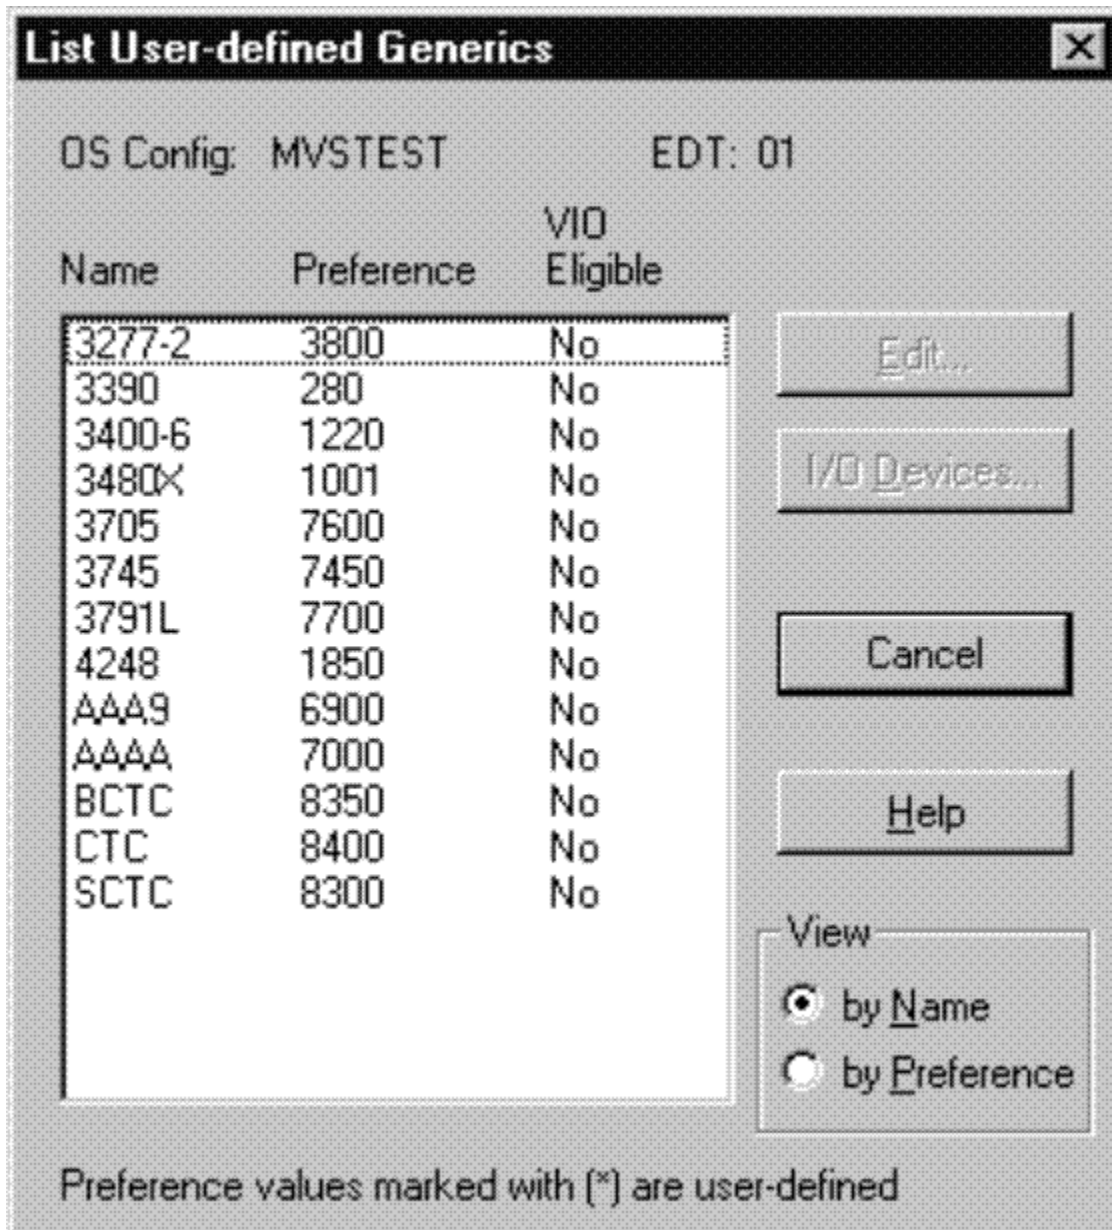 List User-defined Generics
OS Config: MVSTEST EDT: 01
VIO
Name Preference Eligible
3277-2 3800 No
3390 280 No
3400-6 1220 No
3480X 1001 No
3705 7600 No
3745 7450 No
3791L 7700 No
4248 1850 No
AAA9 6900 No
AAAA 7000 No
BCTC 8350 No
CTC 8400 No
SCTC 8300 No
Edit...
I/O Devices...
Cancel
Help
View
by Name
by Preference
Preference values marked with (*) are user-defined